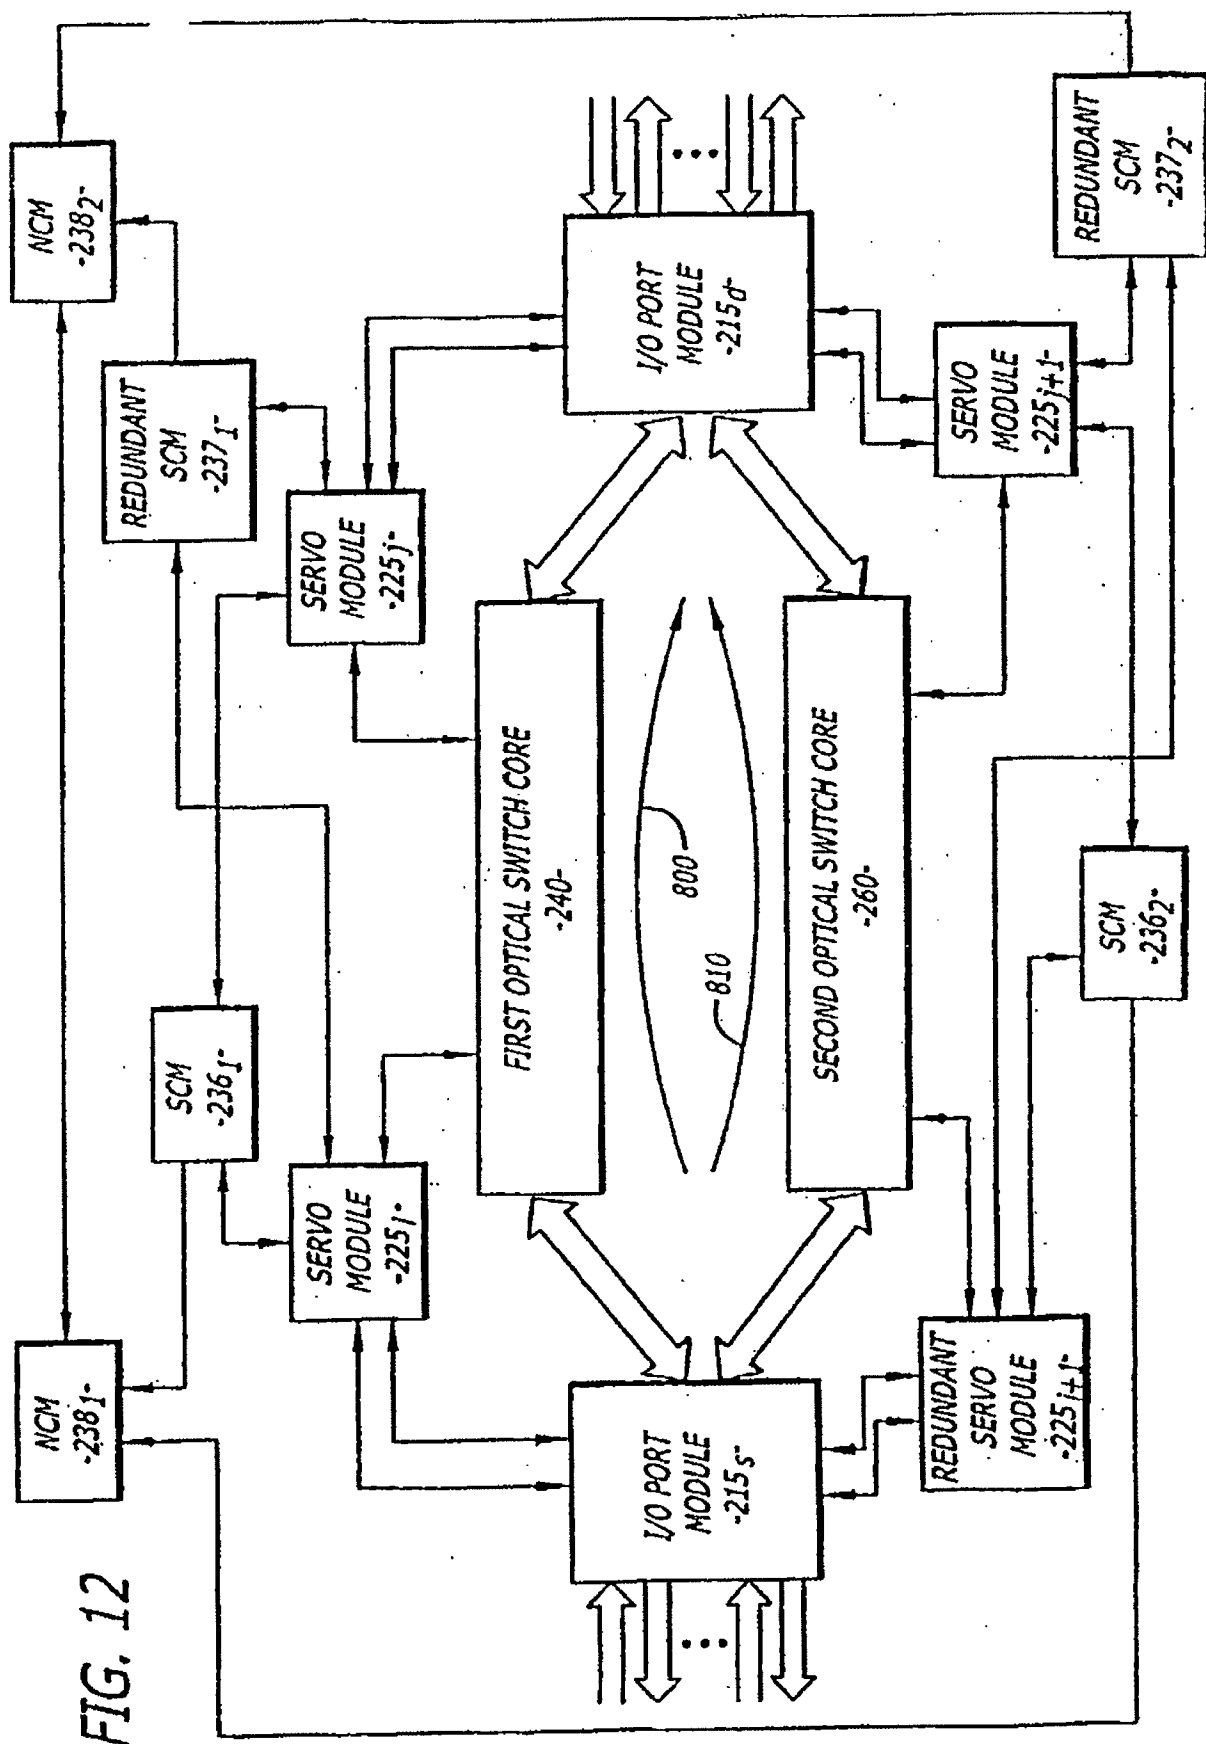 FIG. 12
NCM
-238₁-
NCM
-238₂-
SCM
-236₁-
REDUNDANT
SCM
-237₁-
SERVO
MODULE
-225ᵢ-
SERVO
MODULE
-225ⱼ-
FIRST OPTICAL SWITCH CORE
-240-
I/O PORT
MODULE
-215ₛ-
800
810
I/O PORT
MODULE
-215d-
SECOND OPTICAL SWITCH CORE
-260-
REDUNDANT
SERVO
MODULE
-225i+1-
SERVO
MODULE
-225j+1-
SCM
-236₂-
REDUNDANT
SCM
-237₂-